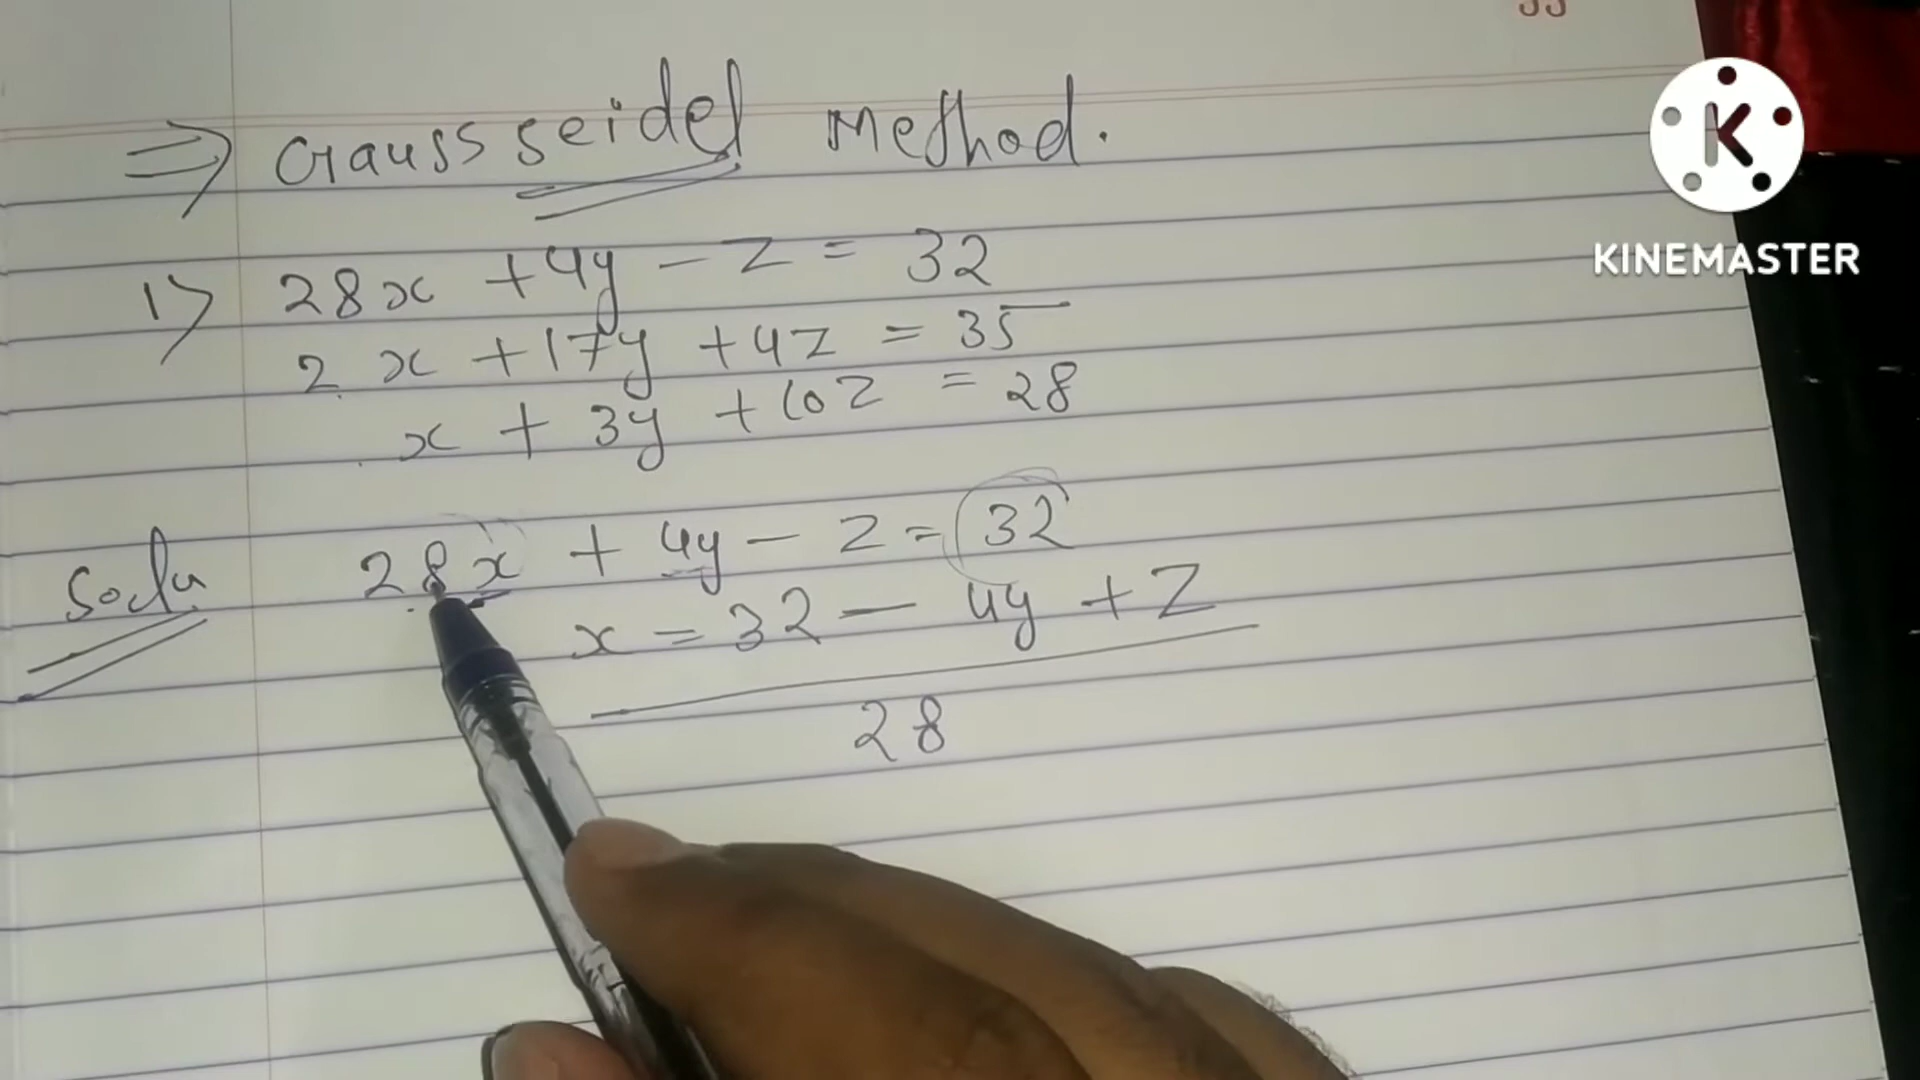 ⇒ Gauss seidel Method.
1) 28x + 4y - z = 32
2x + 17y + 4z = 35
x + 3y + 10z = 28
Soln 28x + 4y - z = 32
x = 32 - 4y + z
28
K
KINEMASTER